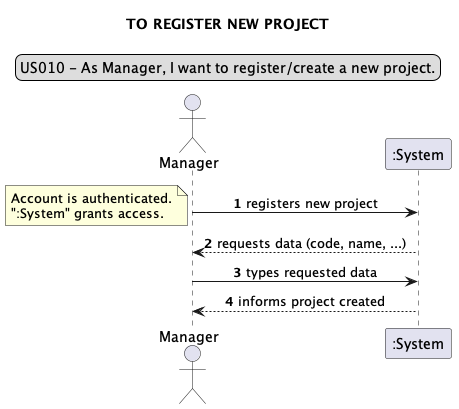 TO REGISTER NEW PROJECT
US010 – As Manager, I want to register/create a new project.
Manager
:System
Account is authenticated.
":System" grants access.
1 registers new project
2 requests data (code, name, ...)
3 types requested data
4 informs project created
Manager
:System